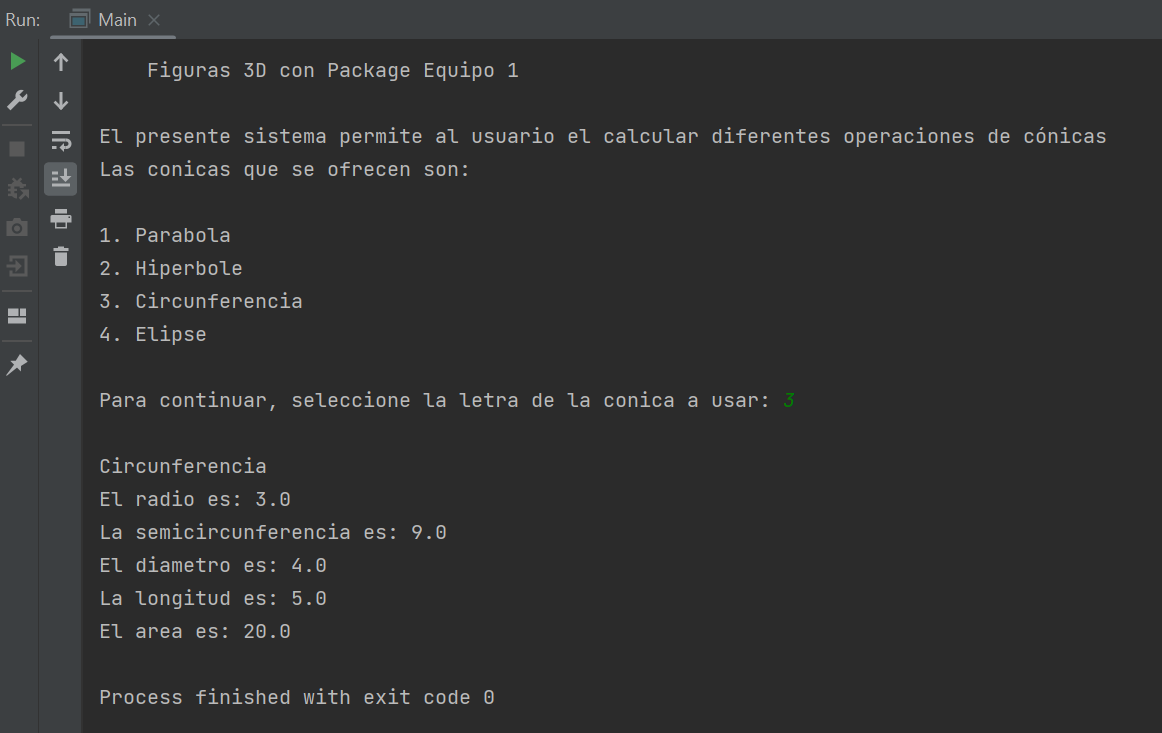 Run: Main
Figuras 3D con Package Equipo 1
El presente sistema permite al usuario el calcular diferentes operaciones de cónicas
Las conicas que se ofrecen son:
1. Parabola
2. Hiperbole
3. Circunferencia
4. Elipse
Para continuar, seleccione la letra de la conica a usar: 3
Circunferencia
El radio es: 3.0
La semicircunferencia es: 9.0
El diametro es: 4.0
La longitud es: 5.0
El area es: 20.0
Process finished with exit code 0